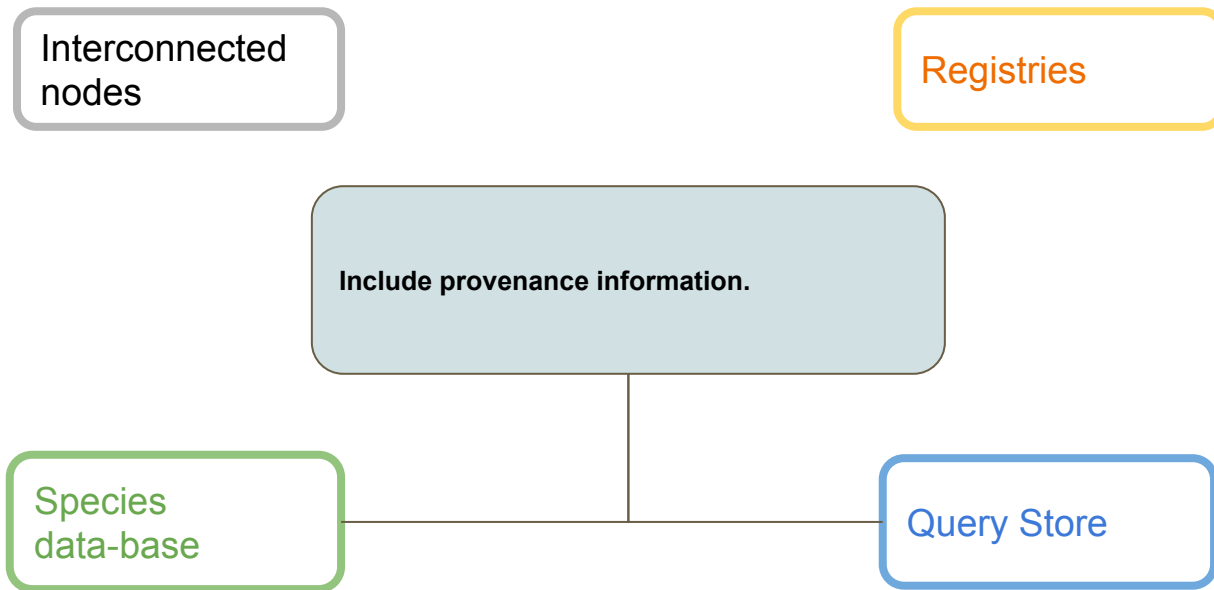 Interconnected
nodes
Registries
Include provenance information.
Species
data-base
Query Store